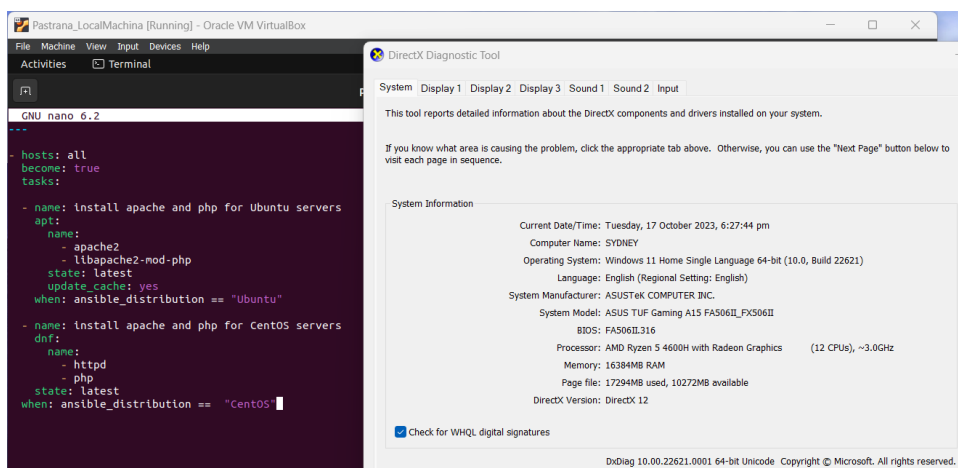 Pastrana_LocalMachina [Running] - Oracle VM VirtualBox
File Machine View Input Devices Help
Activities Terminal
GNU nano 6.2
---
- hosts: all
become: true
tasks:
- name: install apache and php for Ubuntu servers
apt:
name:
- apache2
- libapache2-mod-php
state: latest
update_cache: yes
when: ansible_distribution == "Ubuntu"
- name: install apache and php for CentOS servers
dnf:
name:
- httpd
- php
state: latest
when: ansible_distribution == "CentOS"
DirectX Diagnostic Tool
System Display 1 Display 2 Display 3 Sound 1 Sound 2 Input
This tool reports detailed information about the DirectX components and drivers installed on your system.
If you know what area is causing the problem, click the appropriate tab above. Otherwise, you can use the "Next Page" button below to
visit each page in sequence.
System Information
Current Date/Time: Tuesday, 17 October 2023, 6:27:44 pm
Computer Name: SYDNEY
Operating System: Windows 11 Home Single Language 64-bit (10.0, Build 22621)
Language: English (Regional Setting: English)
System Manufacturer: ASUSTeK COMPUTER INC.
System Model: ASUS TUF Gaming A15 FA506II_FX506II
BIOS: FA506II.316
Processor: AMD Ryzen 5 4600H with Radeon Graphics (12 CPUs), ~3.0GHz
Memory: 16384MB RAM
Page file: 17294MB used, 10272MB available
DirectX Version: DirectX 12
Check for WHQL digital signatures
DxDiag 10.00.22621.0001 64-bit Unicode Copyright © Microsoft. All rights reserved.